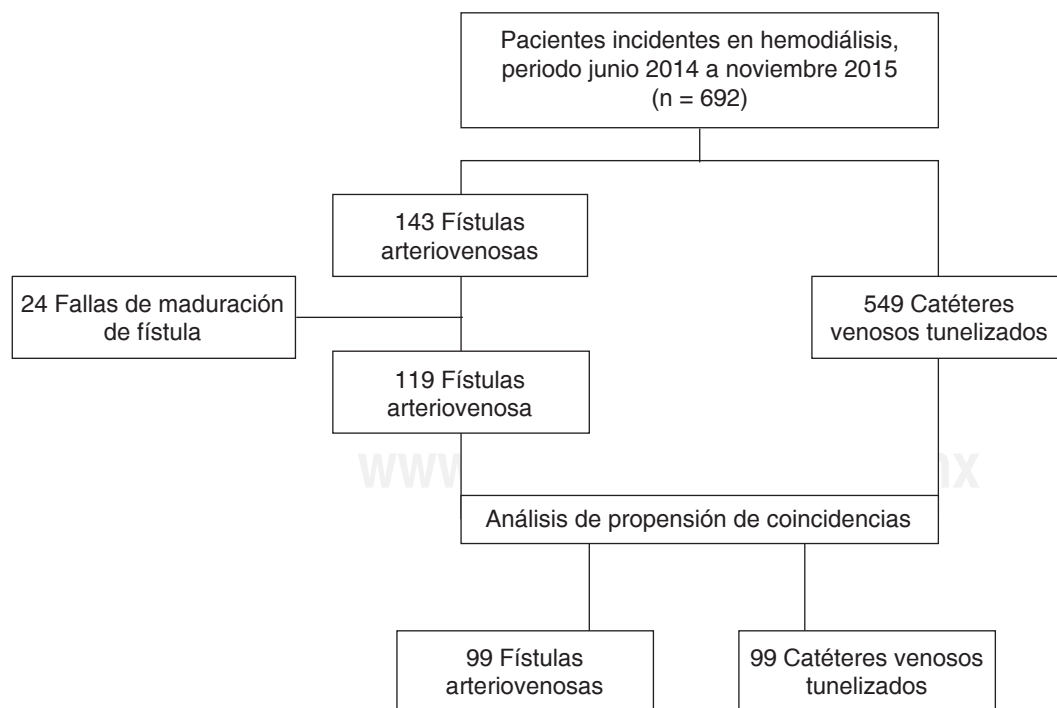 Pacientes incidentes en hemodiálisis,
periodo junio 2014 a noviembre 2015
(n = 692)
143 Fístulas
arteriovenosas
24 Fallas de maduración
de fístula
549 Catéteres
venosos tunelizados
119 Fístulas
arteriovenosa
Análisis de propensión de coincidencias
99 Fístulas
arteriovenosas
99 Catéteres venosos
tunelizados